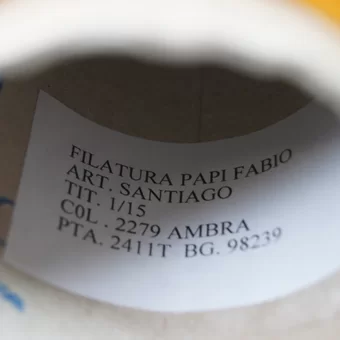 FILATURA PAPI FABIO
ART. SANTIAGO
TIT. 1/15
C0L . 2279 AMBRA
PTA. 2411T BG. 98239